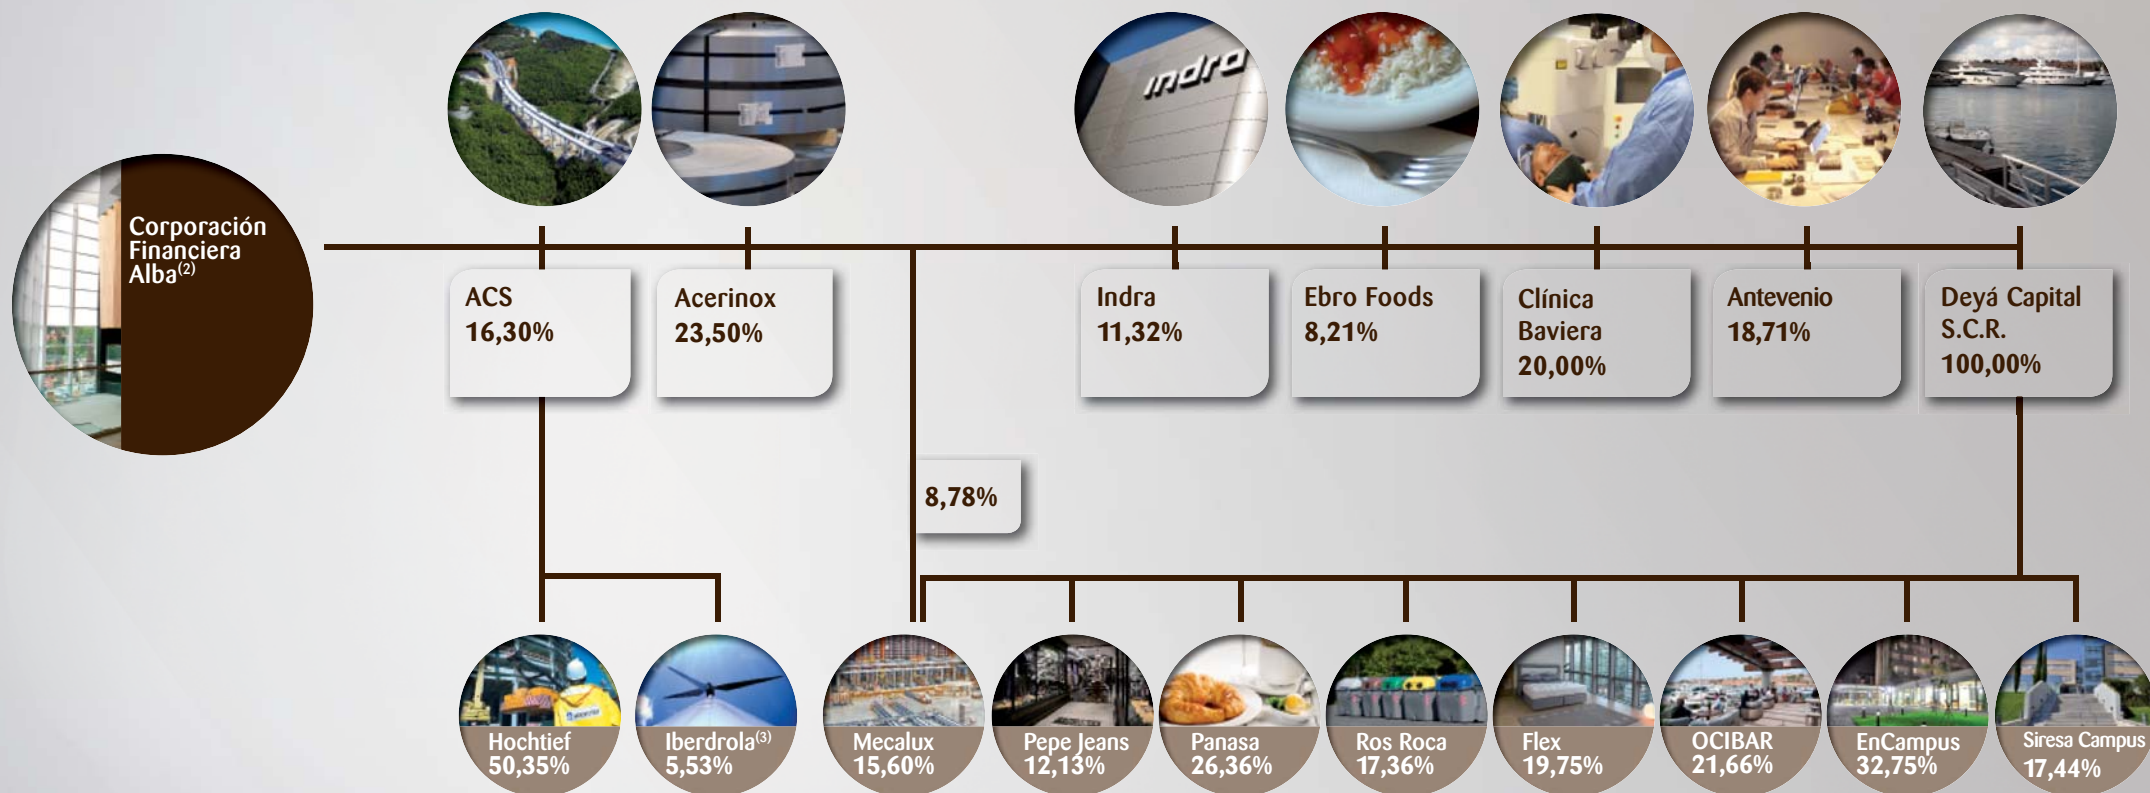 indra
Corporación
Financiera
Alba(2)
ACS
16,30%
Acerinox
23,50%
Indra
11,32%
Ebro Foods
8,21%
Clínica
Baviera
20,00%
Antevenio
18,71%
Deyá Capital
S.C.R.
100,00%
8,78%
Hochtief
50,35%
Iberdrola(3)
5,53%
Mecalux
15,60%
Pepe Jeans
12,13%
Panasa
26,36%
Ros Roca
17,36%
Flex
19,75%
OCIBAR
21,66%
EnCampus
32,75%
Siresa Campus
17,44%